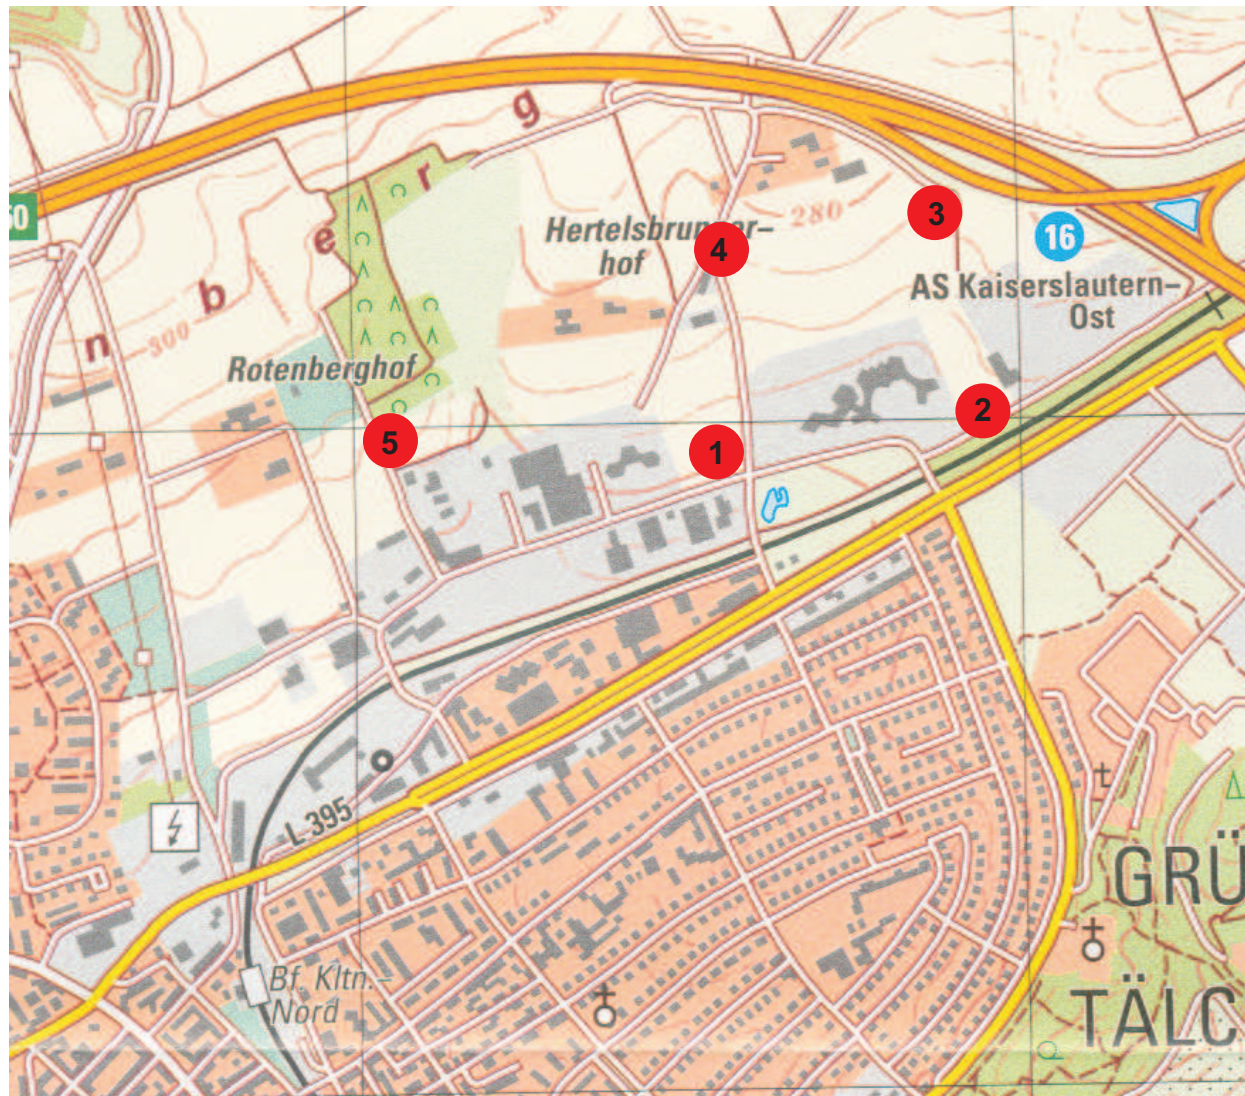 g
r
50
e
3
Hertelsbrunner-
hof
4
280
16
b
AS Kaiserslautern-
Ost
n
300
Rotenberghof
2
5
1
L 395
GRÜ
Bf. Kltn.-
Nord
TÄLC